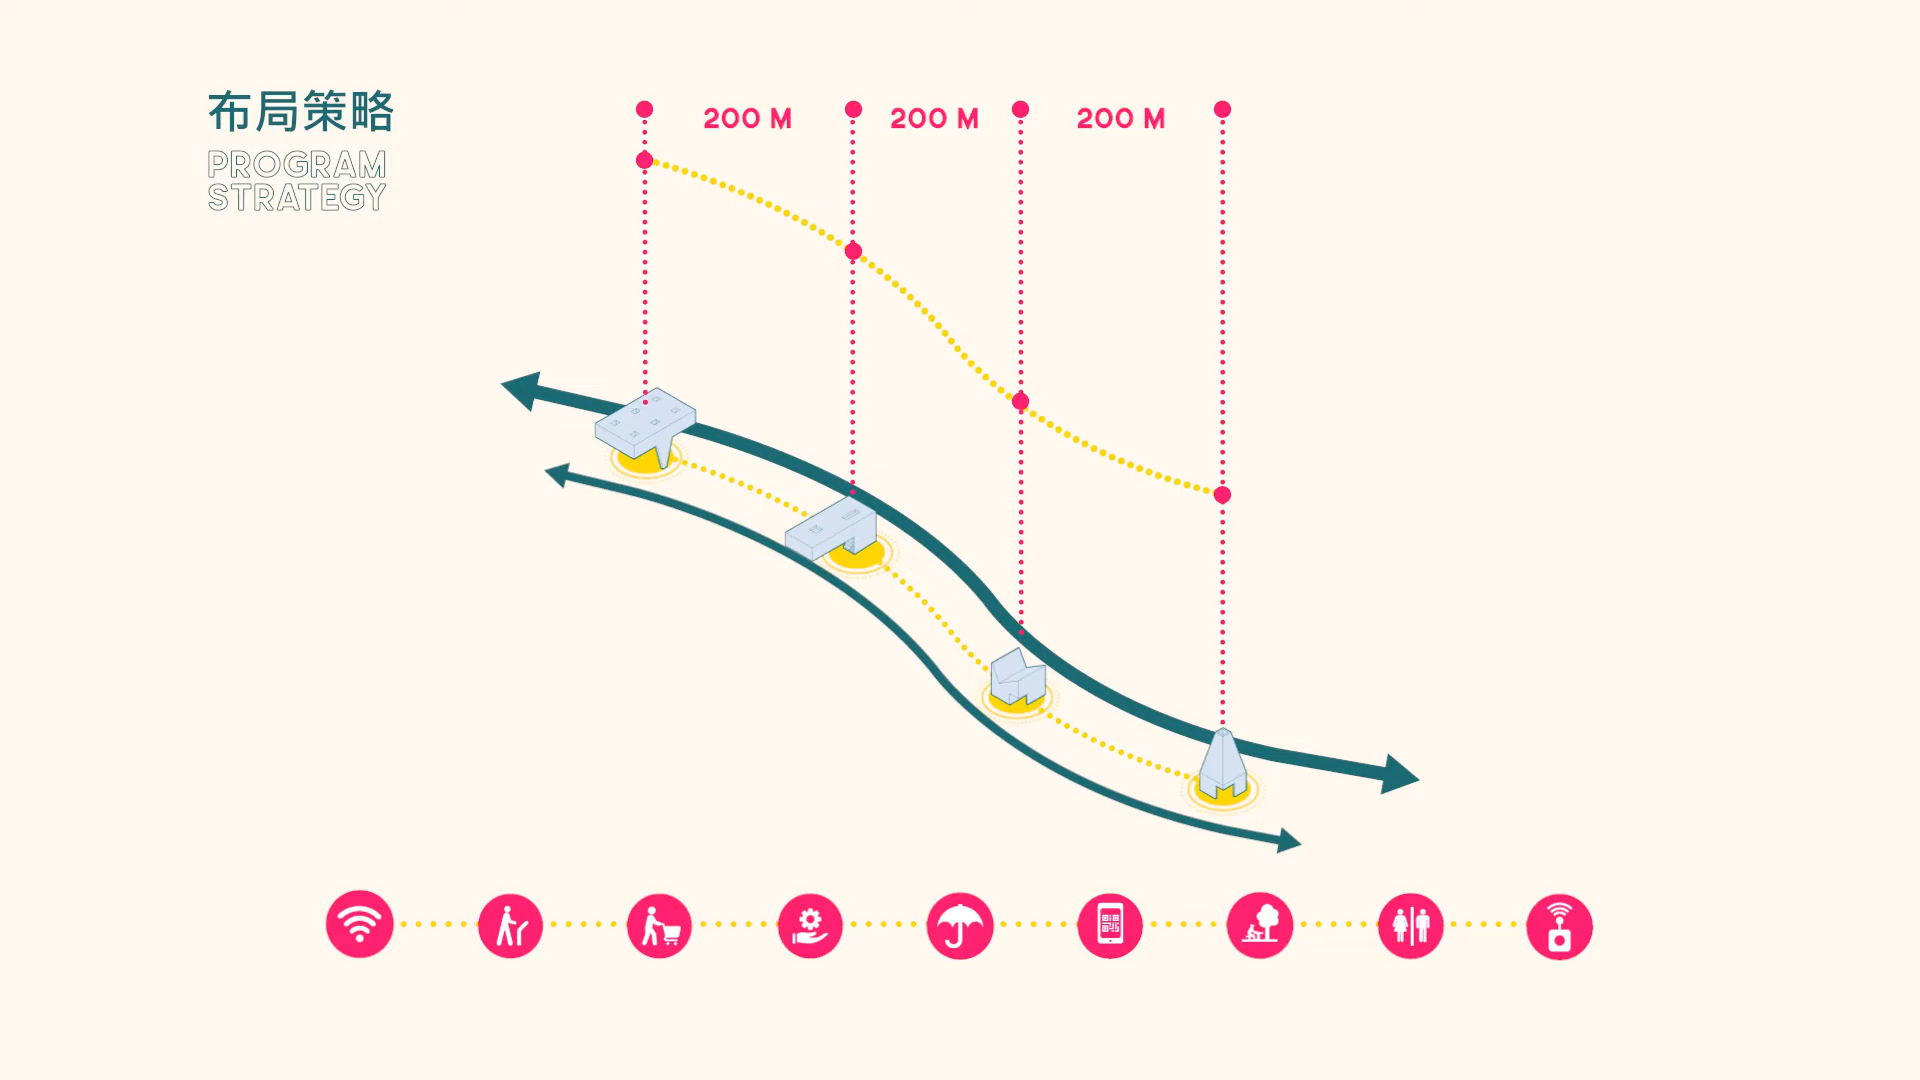 布局策略
PROGRAM
STRATEGY
200 M
200 M
200 M